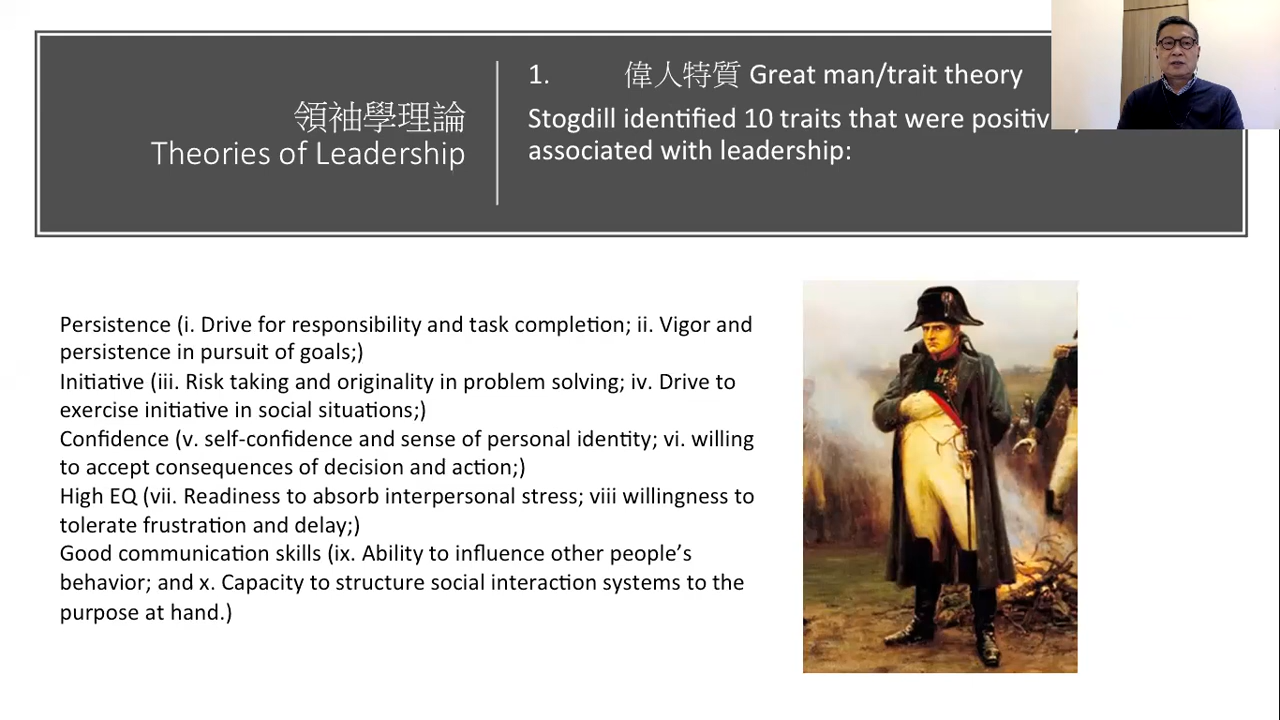 領袖學理論
Theories of Leadership
1. 偉人特質 Great man/trait theory
Stogdill identified 10 traits that were
associated with leadership:
Persistence (i. Drive for responsibility and task completion; ii. Vigor and
persistence in pursuit of goals;)
Initiative (iii. Risk taking and originality in problem solving; iv. Drive to
exercise initiative in social situations;)
Confidence (v. self-confidence and sense of personal identity; vi. willing
to accept consequences of decision and action;)
High EQ (vii. Readiness to absorb interpersonal stress; viii willingness to
tolerate frustration and delay;)
Good communication skills (ix. Ability to influence other people’s
behavior; and x. Capacity to structure social interaction systems to the
purpose at hand.)